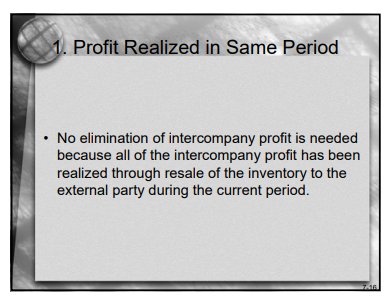 1. Profit Realized in Same Period
• No elimination of intercompany profit is needed
because all of the intercompany profit has been
realized through resale of the inventory to the
external party during the current period.
7-16